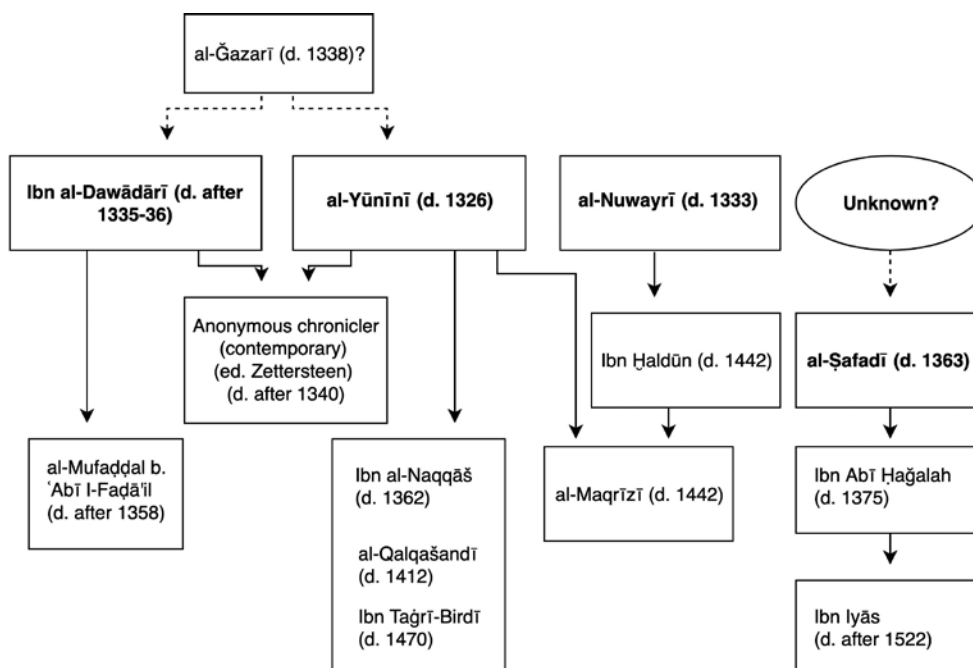 al-Ǧazarī (d. 1338)?
Ibn al-Dawādārī (d. after
1335-36)
al-Yūnīnī (d. 1326)
al-Nuwayrī (d. 1333)
Unknown?
Anonymous chronicler
(contemporary)
(ed. Zettersteen)
(d. after 1340)
Ibn Ḫaldūn (d. 1442)
al-Ṣafadī (d. 1363)
al-Mufaḍḍal b.
ʿAbī l-Faḍāʾil
(d. after 1358)
Ibn al-Naqqāš
(d. 1362)
al-Qalqašandī
(d. 1412)
Ibn Taġrī-Birdī
(d. 1470)
al-Maqrīzī (d. 1442)
Ibn Abī Ḥaǧalah
(d. 1375)
Ibn Iyās
(d. after 1522)